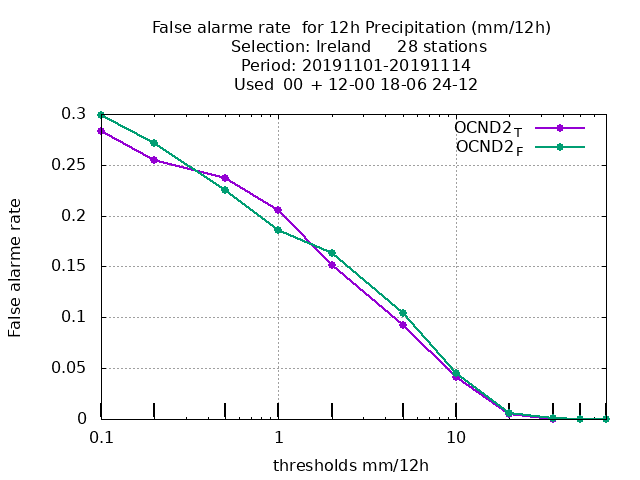 False alarme rate  for 12h Precipitation (mm/12h)
Selection: Ireland     28 stations
Period: 20191101-20191114
Used  00  + 12-00 18-06 24-12
OCND2_T
OCND2_F
False alarme rate
0.3
0.25
0.2
0.15
0.1
0.05
0
0.1 1 10
thresholds mm/12h